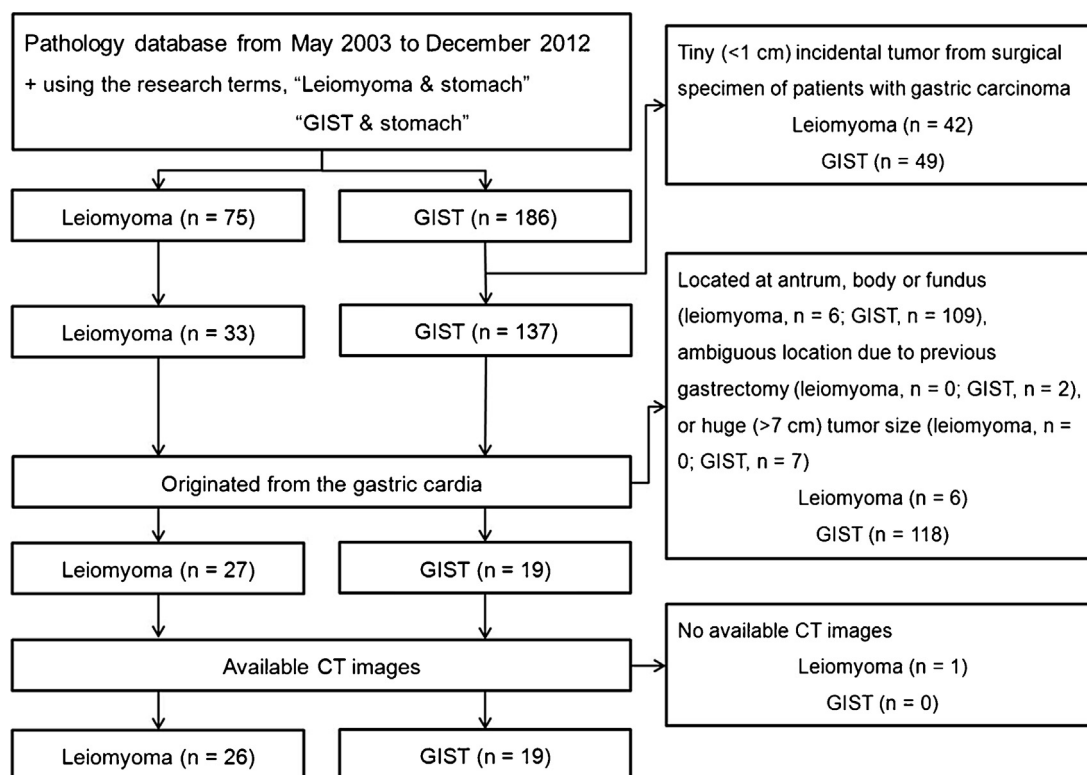 Pathology database from May 2003 to December 2012
+ using the research terms, “Leiomyoma & stomach”
“GIST & stomach”
Tiny (<1 cm) incidental tumor from surgical
specimen of patients with gastric carcinoma
Leiomyoma (n = 42)
GIST (n = 49)
Leiomyoma (n = 75)
GIST (n = 186)
Leiomyoma (n = 33)
GIST (n = 137)
Located at antrum, body or fundus
(leiomyoma, n = 6; GIST, n = 109),
ambiguous location due to previous
gastrectomy (leiomyoma, n = 0; GIST, n = 2),
or huge (>7 cm) tumor size (leiomyoma, n =
0; GIST, n = 7)
Leiomyoma (n = 6)
GIST (n = 118)
Originated from the gastric cardia
Leiomyoma (n = 27)
GIST (n = 19)
No available CT images
Leiomyoma (n = 1)
GIST (n = 0)
Available CT images
Leiomyoma (n = 26)
GIST (n = 19)